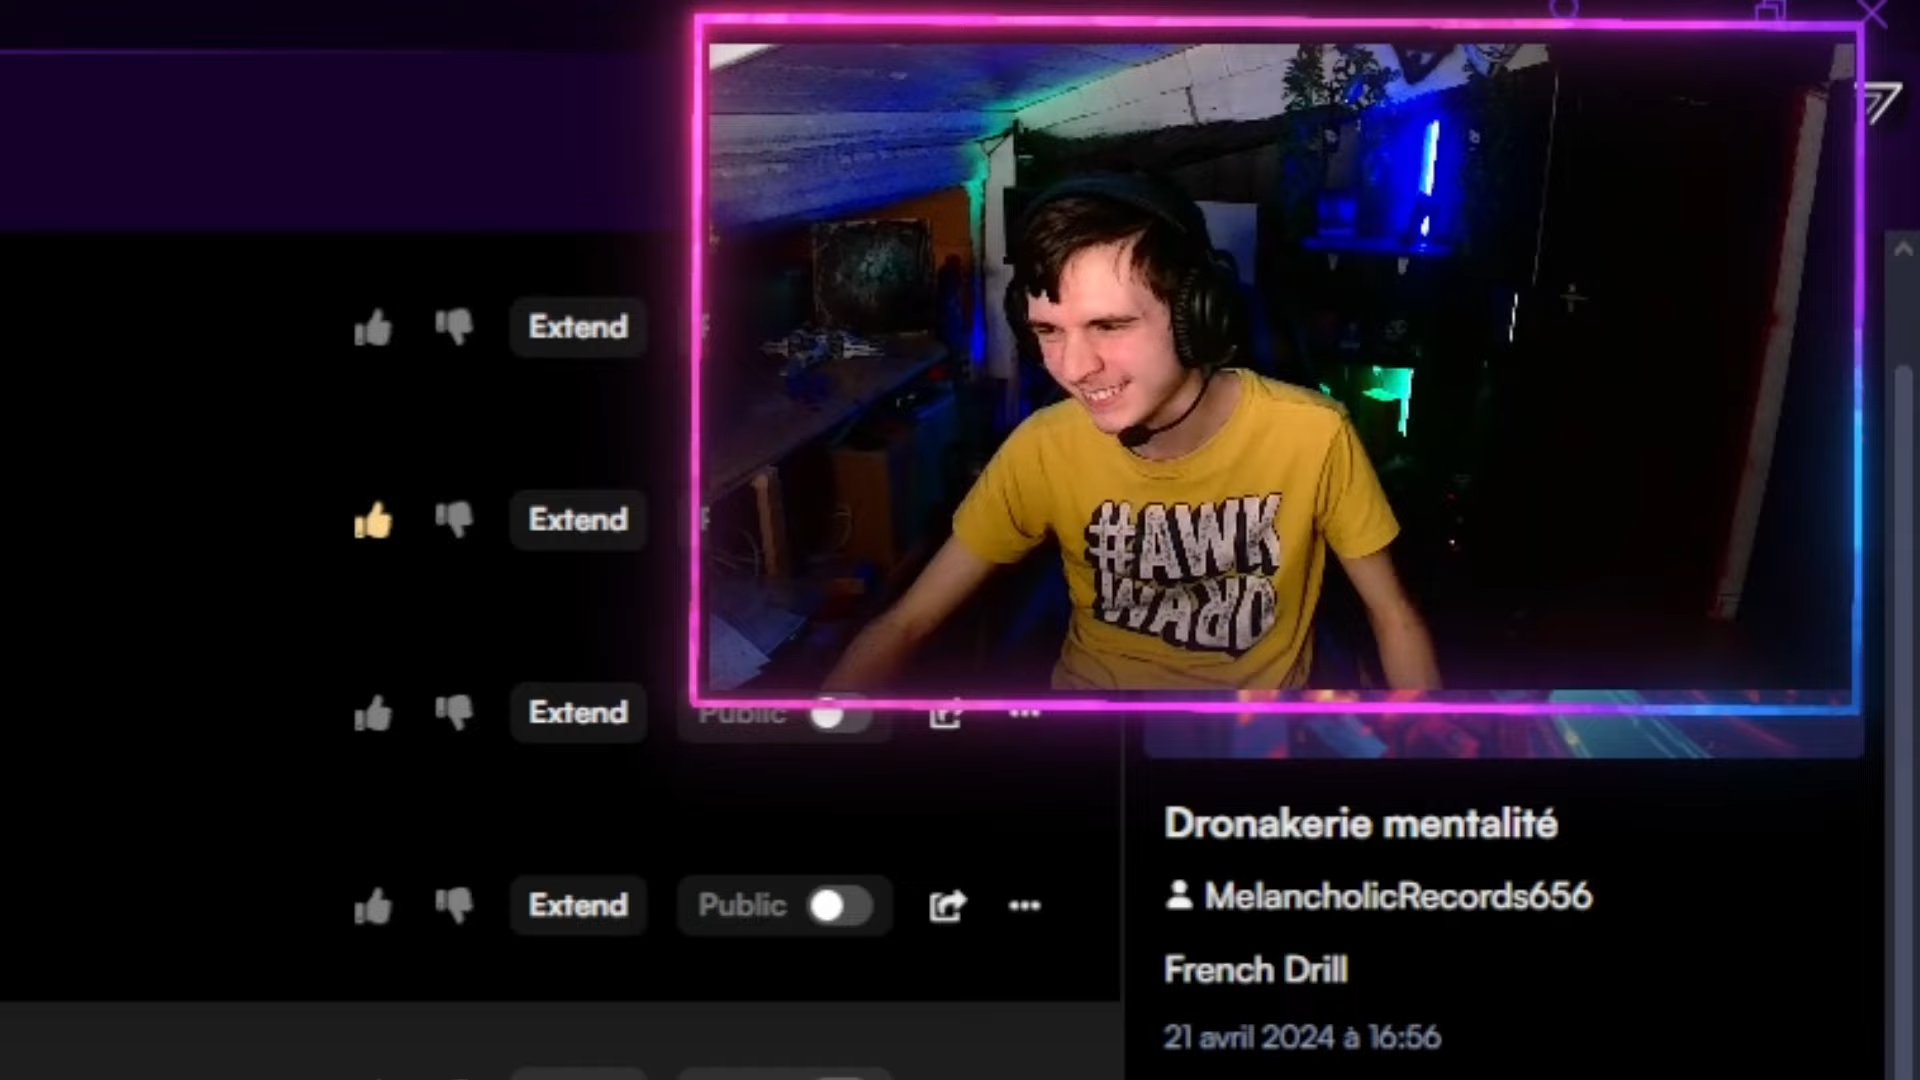 Extend
Extend
Extend
Public
Extend
Public
#AWK
WARD
Dronakerie mentalité
MelancholicRecords656
French Drill
21 avril 2024 à 16:56